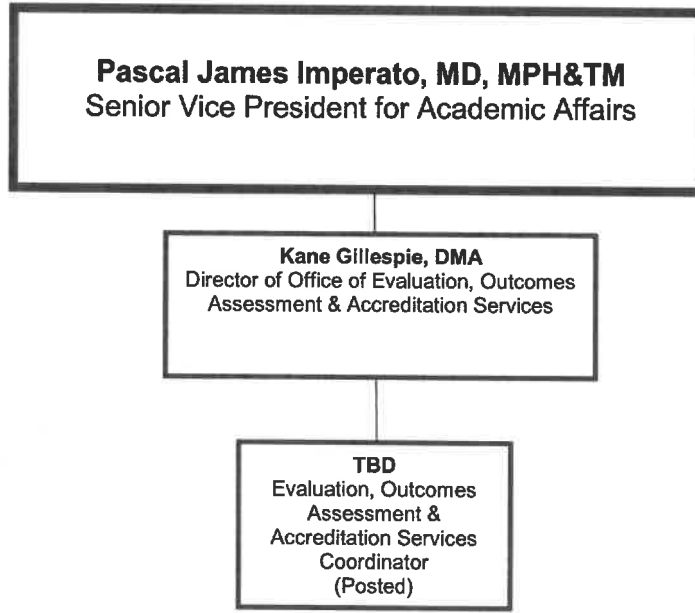 Pascal James Imperato, MD, MPH&TM
Senior Vice President for Academic Affairs
Kane Gillespie, DMA
Director of Office of Evaluation, Outcomes
Assessment & Accreditation Services
TBD
Evaluation, Outcomes
Assessment &
Accreditation Services
Coordinator
(Posted)